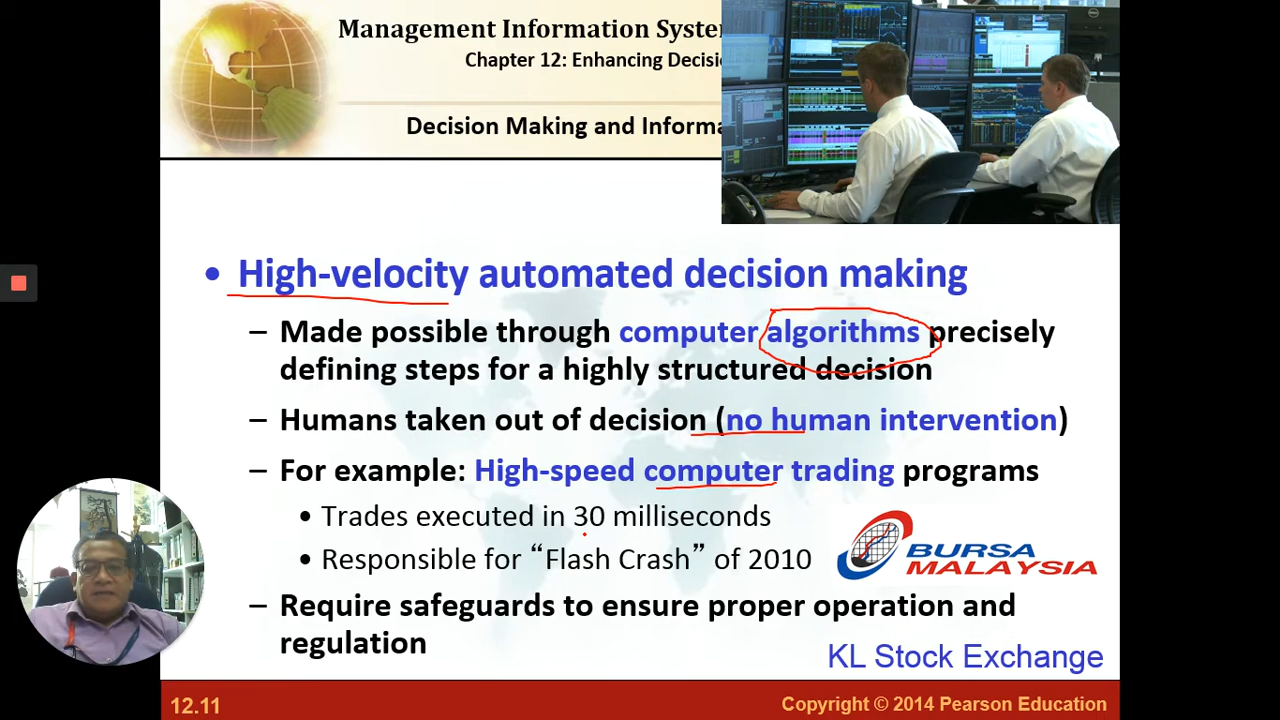 Management Information Syste
Chapter 12: Enhancing Decisi
Decision Making and Informa
• High-velocity automated decision making
– Made possible through computer algorithms precisely
defining steps for a highly structured decision
– Humans taken out of decision (no human intervention)
– For example: High-speed computer trading programs
• Trades executed in 30 milliseconds
• Responsible for “Flash Crash” of 2010
BURSA
MALAYSIA
– Require safeguards to ensure proper operation and
regulation
KL Stock Exchange
12.11
Copyright © 2014 Pearson Education